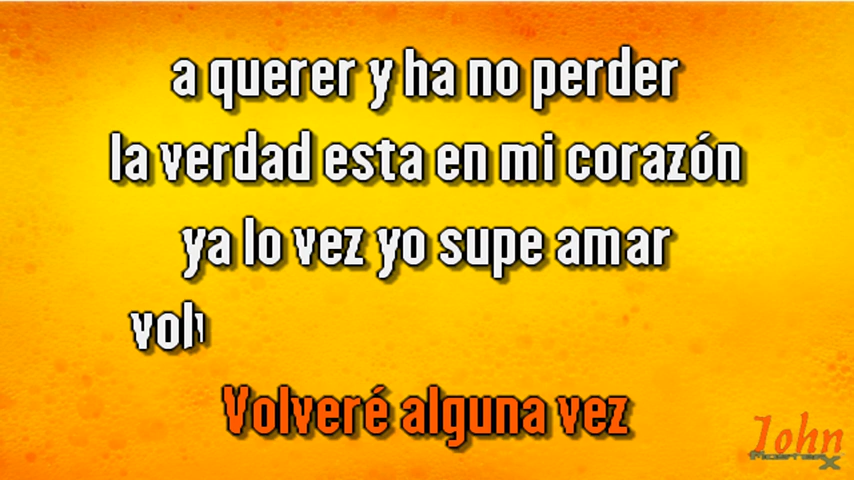 a querer y ha no perder
la verdad esta en mi corazón
ya lo vez yo supe amar
Volveré alguna vez
John